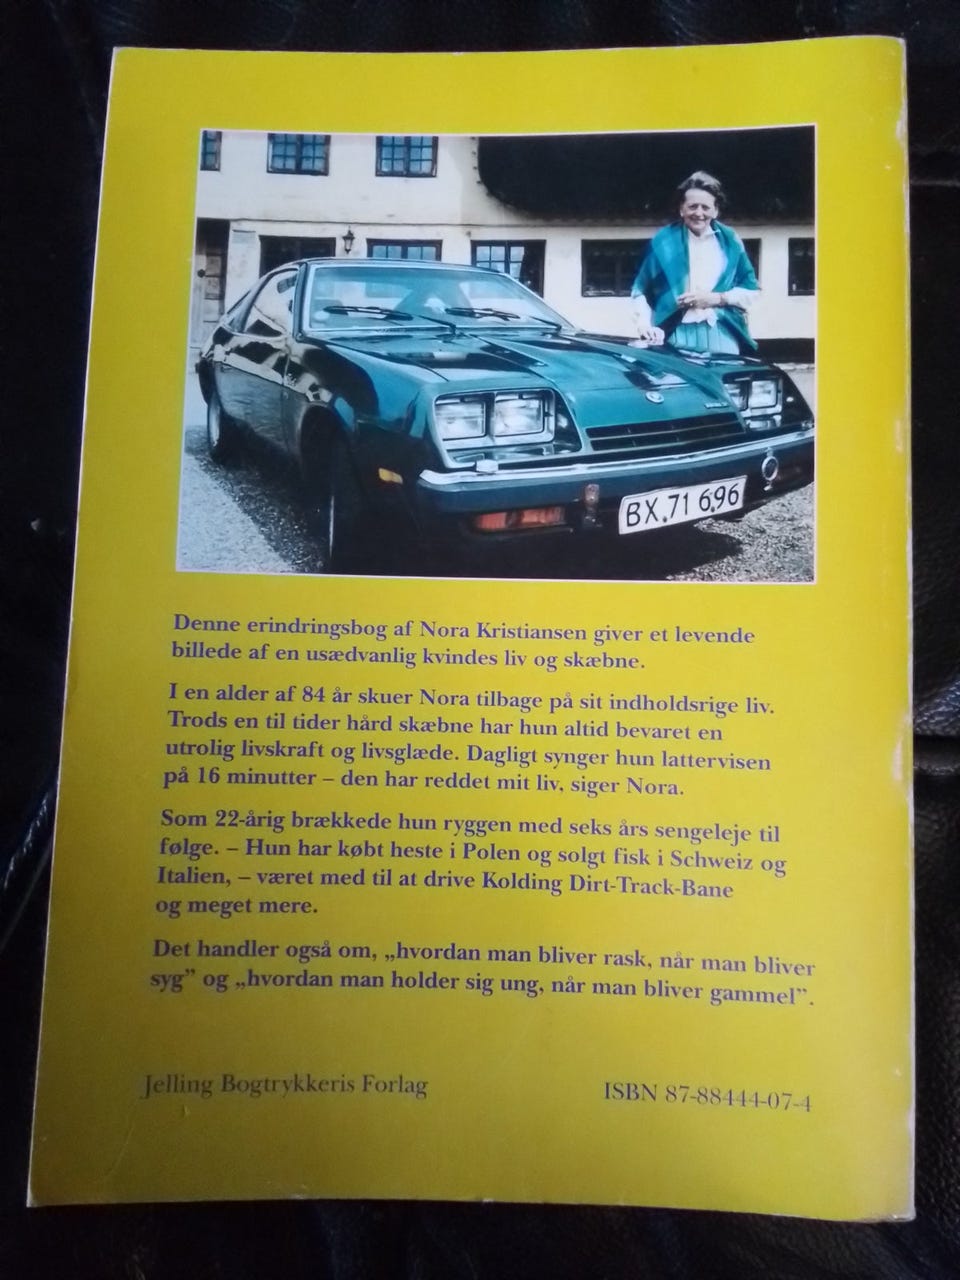 BX.71 696
Denne erindringsbog af Nora Kristiansen giver et levende
billede af en usædvanlig kvindes liv og skæbne.
I en alder af 84 år skuer Nora tilbage på sit indholdsrige liv.
Trods en til tider hård skæbne har hun altid bevaret en
utrolig livskraft og livsglæde. Dagligt synger hun lattervisen
på 16 minutter – den har reddet mit liv, siger Nora.
Som 22-årig brækkede hun ryggen med seks års sengeleje til
følge. – Hun har købt heste i Polen og solgt fisk i Schweiz og
Italien, – været med til at drive Kolding Dirt-Track-Bane
og meget mere.
Det handler også om, „hvordan man bliver rask, når man bliver
syg” og „hvordan man holder sig ung, når man bliver gammel”.
Jelling Bogtrykkeris Forlag
ISBN 87-88444-07-4